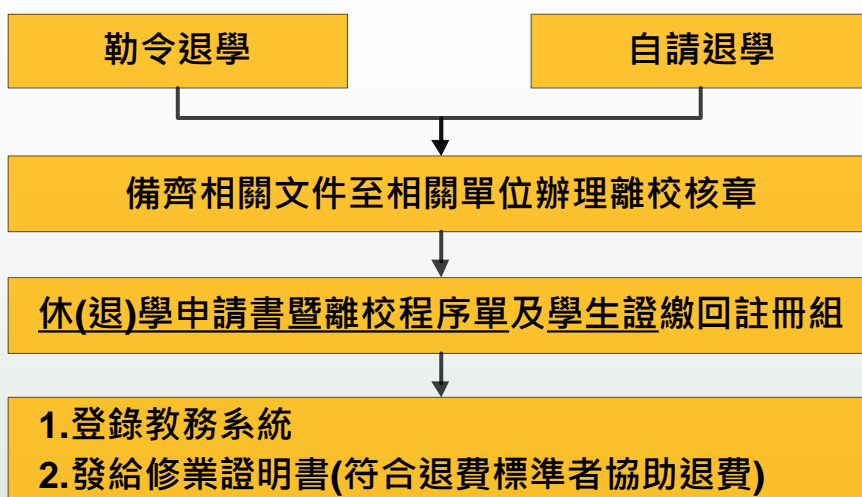 勒令退學
自請退學
備齊相關文件至相關單位辦理離校核章
休(退)學申請書暨離校程序單及學生證繳回註冊組
1.登錄教務系統
2.發給修業證明書(符合退費標準者協助退費)